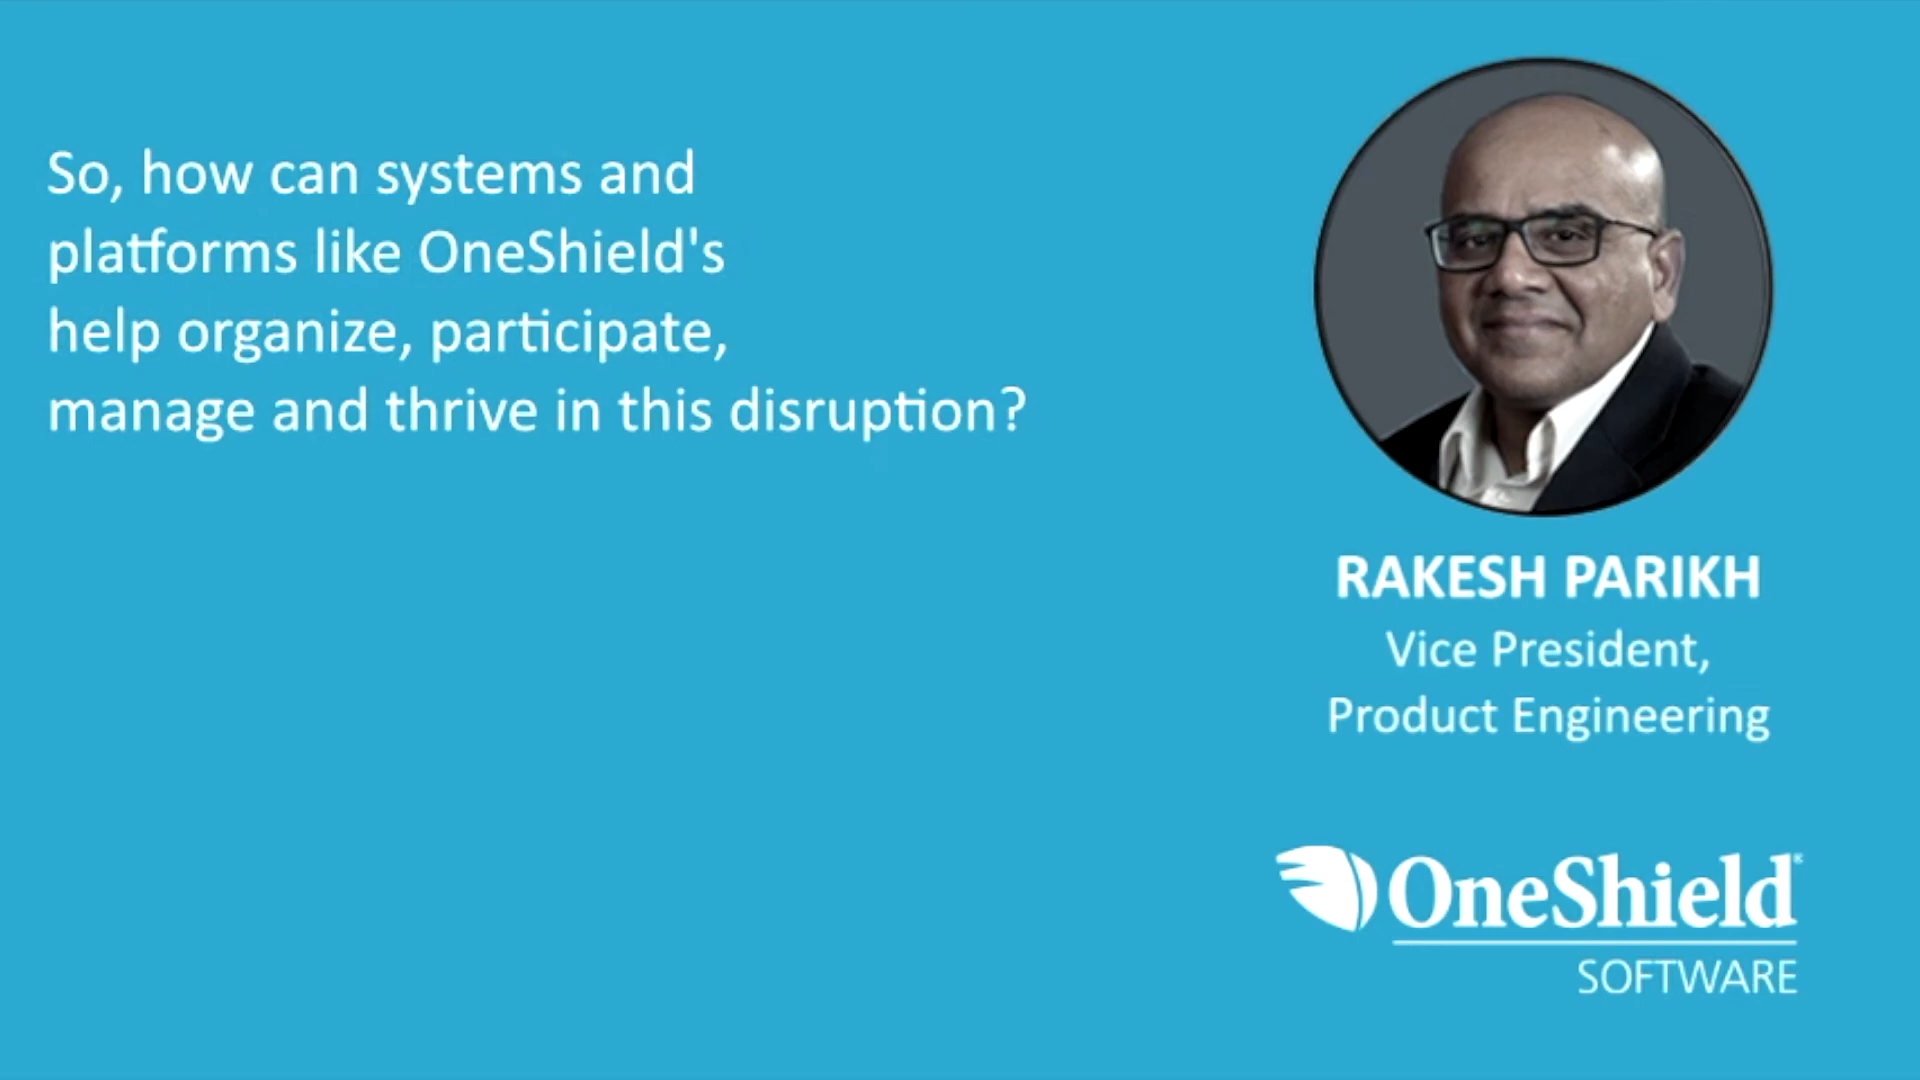 So, how can systems and
platforms like OneShield's
help organize, participate,
manage and thrive in this disruption?
RAKESH PARIKH
Vice President,
Product Engineering
OneShield®
SOFTWARE